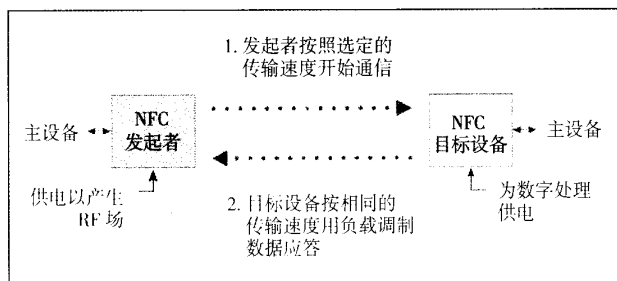 1. 发起者按照选定的
传输速度开始通信
主设备
NFC
发起者
NFC
目标设备
主设备
供电以产生
RF 场
2. 目标设备按相同的
传输速度用负载调制
数据应答
为数字处理
供电